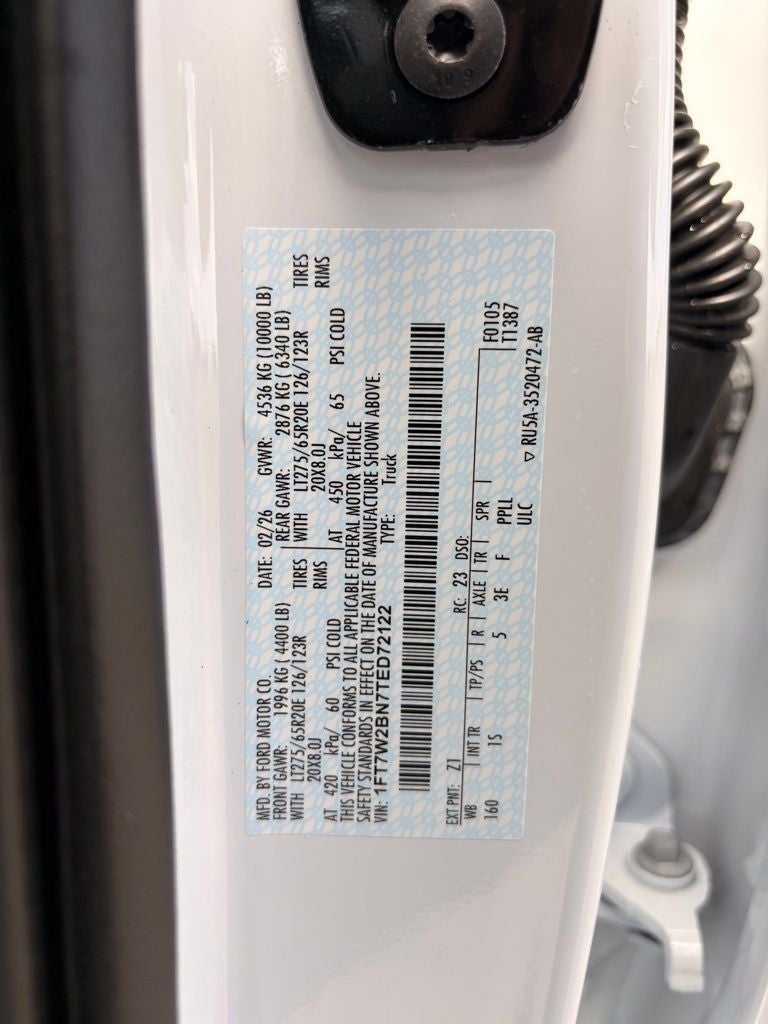 MFD. BY FORD MOTOR CO. DATE: 02/26 GVWR: 4536 KG (10000 LB)
FRONT GAWR: 1996 KG ( 4400 LB) REAR GAWR: 2876 KG ( 6340 LB)
WITH LT275/65R20E 126/123R TIRES WITH LT275/65R20E 126/123R TIRES
20X8.0J RIMS 20X8.0J RIMS
AT 420 kPa/ 60 PSI COLD AT 450 kPa/ 65 PSI COLD
THIS VEHICLE CONFORMS TO ALL APPLICABLE FEDERAL MOTOR VEHICLE
SAFETY STANDARDS IN EFFECT ON THE DATE OF MANUFACTURE SHOWN ABOVE.
VIN: 1FT7W2BN7TED72122 TYPE: Truck
EXT PNT: Z1 RC: 23 DSO: F0105
WB INT TR TP/PS R AXLE TR SPR T1387
160 1S 5 3E F PPLL
ULC
▽ RU5A-3520472-AB